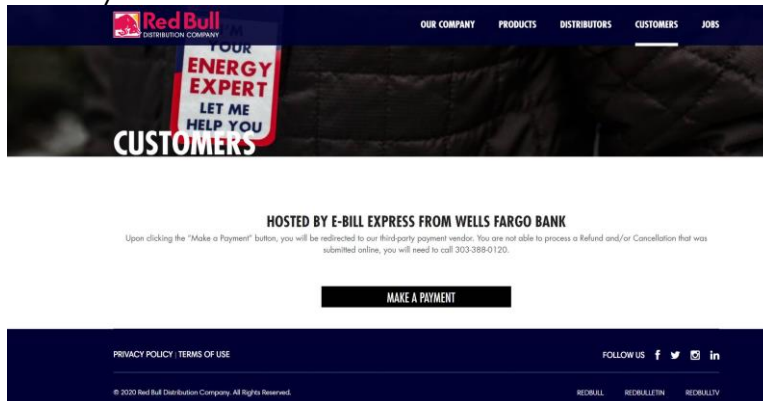 Red Bull
DISTRIBUTION COMPANY
OUR COMPANY PRODUCTS DISTRIBUTORS CUSTOMERS JOBS
I'M
YOUR
ENERGY
EXPERT
LET ME
HELP YOU
CUSTOMERS
HOSTED BY E-BILL EXPRESS FROM WELLS FARGO BANK
Upon clicking the "Make a Payment" button, you will be redirected to our third-party payment vendor. You are not able to process a Refund and/or Cancellation that was
submitted online, you will need to call 303-388-0120.
MAKE A PAYMENT
PRIVACY POLICY | TERMS OF USE
FOLLOW US
© 2020 Red Bull Distribution Company. All Rights Reserved.
REDBULL REDBULLETIN REDBULLTV